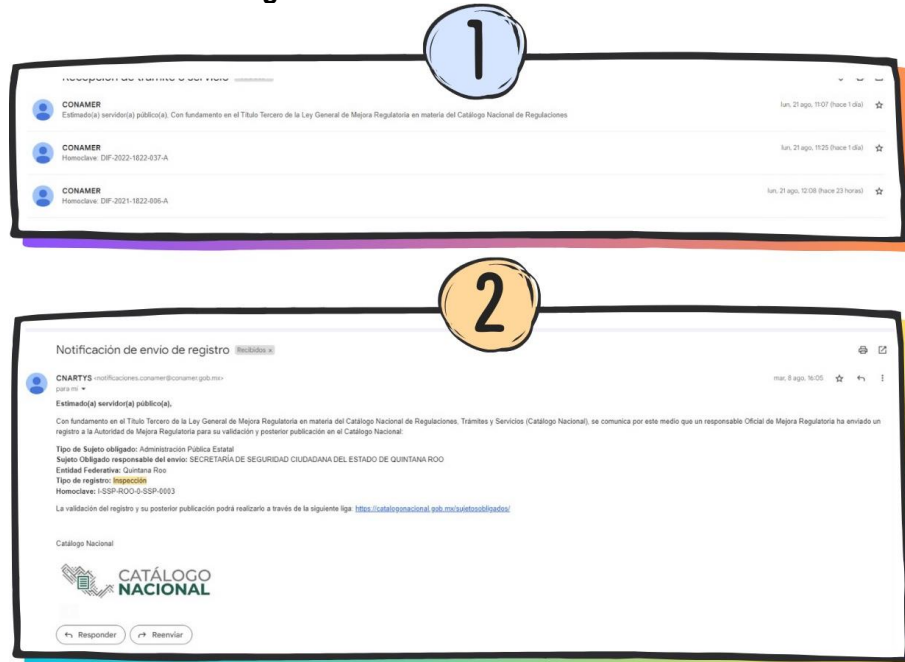 1
CONAMER
lun, 21 ago, 11:07 (hace 1 día)
Estimado(a) servidor(a) público(a), Con fundamento en el Título Tercero de la Ley General de Mejora Regulatoria en materia del Catálogo Nacional de Regulaciones
CONAMER
lun, 21 ago, 11:25 (hace 1 día)
Homoclave: DIF-2022-1822-037-A
CONAMER
lun, 21 ago, 12:08 (hace 23 horas)
Homoclave: DIF-2021-1822-006-A
2
Notificación de envio de registro Recibidos x
CNARTYS <notificaciones.conamer@conamer.gob.mx>
mar, 8 ago, 16:05
para mí
Estimado(a) servidor(a) público(a),
Con fundamento en el Título Tercero de la Ley General de Mejora Regulatoria en materia del Catálogo Nacional de Regulaciones, Trámites y Servicios (Catálogo Nacional), se comunica por este medio que un responsable Oficial de Mejora Regulatoria ha enviado un
registro a la Autoridad de Mejora Regulatoria para su validación y posterior publicación en el Catálogo Nacional:
Tipo de Sujeto obligado: Administración Pública Estatal
Sujeto Obligado responsable del envio: SECRETARÍA DE SEGURIDAD CIUDADANA DEL ESTADO DE QUINTANA ROO
Entidad Federativa: Quintana Roo
Tipo de registro: Inspección
Homoclave: I-SSP-ROO-0-SSP-0003
La validación del registro y su posterior publicación podrá realizarlo a través de la siguiente liga: https://catalogonacional.gob.mx/sujetosobligados/
Catálogo Nacional
CATÁLOGO
NACIONAL
Responder Reenviar